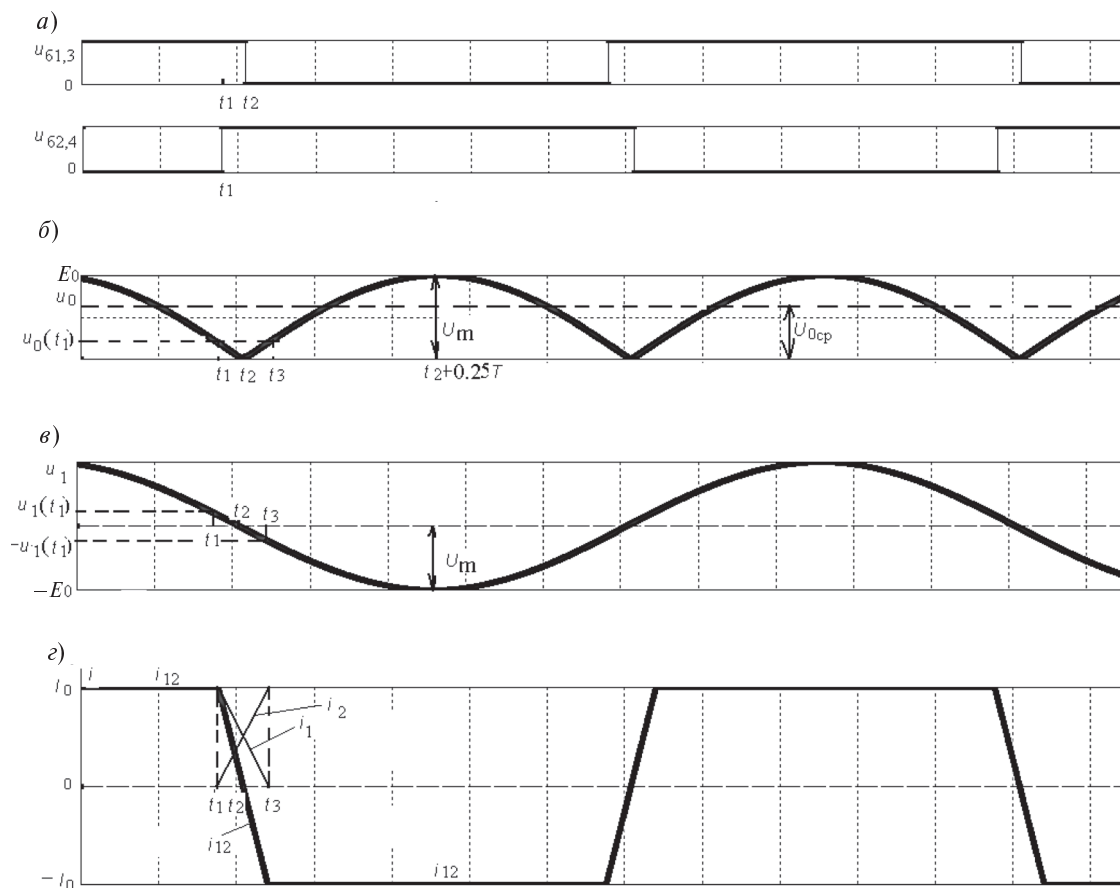 а)
u61,3
0
t1 t2
u62,4
0
t1
б)
E0
u0
u0(t1)
Um
U0ср
t1 t2 t3
t2+0.25T
в)
u1
u1(t1)
t2
t3
t1
-u1(t1)
Um
−E0
г)
i
i12
I0
i2
i1
0
t1 t2 t3
i12
i12
−I0